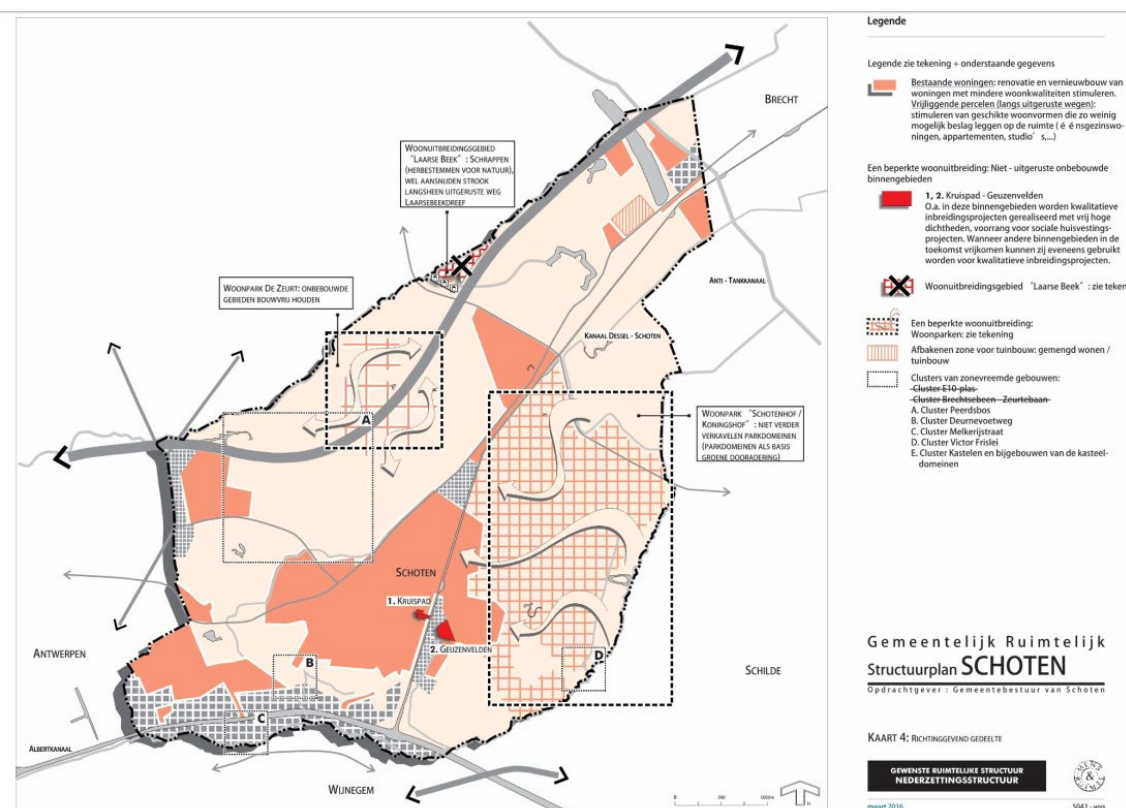 BRECHT
WOONUITBREIDINGSGEBIED
"LAARSE BEEK" : SCHRAPPEN
(HERBESTEMMEN VOOR NATUUR),
WEL AANSNIJDEN STROOK
LANGSHEEN UITGERUSTE WEG
LAARSEBEEKDREEF
WOONPARK DE ZEURT: ONBEBOUWDE
GEBIEDEN BOUWVRIJ HOUDEN
ANTI - TANKKANAAL
KANAAL DESSEL - SCHOTEN
A
WOONPARK "SCHOTENHOF /
KONINGSHOF" : NIET VERDER
VERKAVELEN PARKDOMEINEN
(PARKDOMEINEN ALS BASIS
GROENE DOORADERING)
SCHOTEN
1. KRUISPAD
2. GEUZENVELDEN
ANTWERPEN
B
D
SCHILDE
C
ALBERTKANAAL
WIJNEGEM
0 500 1000m
Legende
Legende zie tekening + onderstaande gegevens
Bestaande woningen: renovatie en vernieuwbouw van
woningen met mindere woonkwaliteiten stimuleren.
Vrijliggende percelen (langs uitgeruste wegen):
stimuleren van geschikte woonvormen die zo weinig
mogelijk beslag leggen op de ruimte ( é é nsgezinswo-
ningen, appartementen, studio' s,...)
Een beperkte woonuitbreiding: Niet - uitgeruste onbebouwde
binnengebieden
1, 2. Kruispad - Geuzenvelden
O.a. in deze binnengebieden worden kwalitatieve
inbreidingsprojecten gerealiseerd met vrij hoge
dichtheden, voorrang voor sociale huisvestings-
projecten. Wanneer andere binnengebieden in de
toekomst vrijkomen kunnen zij eveneens gebruikt
worden voor kwalitatieve inbreidingsprojecten.
Woonuitbreidingsgebied "Laarse Beek" : zie teken
Een beperkte woonuitbreiding:
Woonparken: zie tekening
Afbakenen zone voor tuinbouw: gemengd wonen /
tuinbouw
Clusters van zonevreemde gebouwen:
Cluster E10-plas
Cluster Brechtsebeen - Zeurtebaan
A. Cluster Peerdsbos
B. Cluster Deurnevoetweg
C. Cluster Melkerijstraat
D. Cluster Victor Frislei
E. Cluster Kastelen en bijgebouwen van de kasteel-
domeinen
Gemeentelijk Ruimtelijk
Structuurplan SCHOTEN
Opdrachtgever : Gemeentebestuur van Schoten
KAART 4: RICHTINGGEVEND GEDEELTE
GEWENSTE RUIMTELIJKE STRUCTUUR
NEDERZETTINGSSTRUCTUUR
MENS & RUIMTE
maart 2016